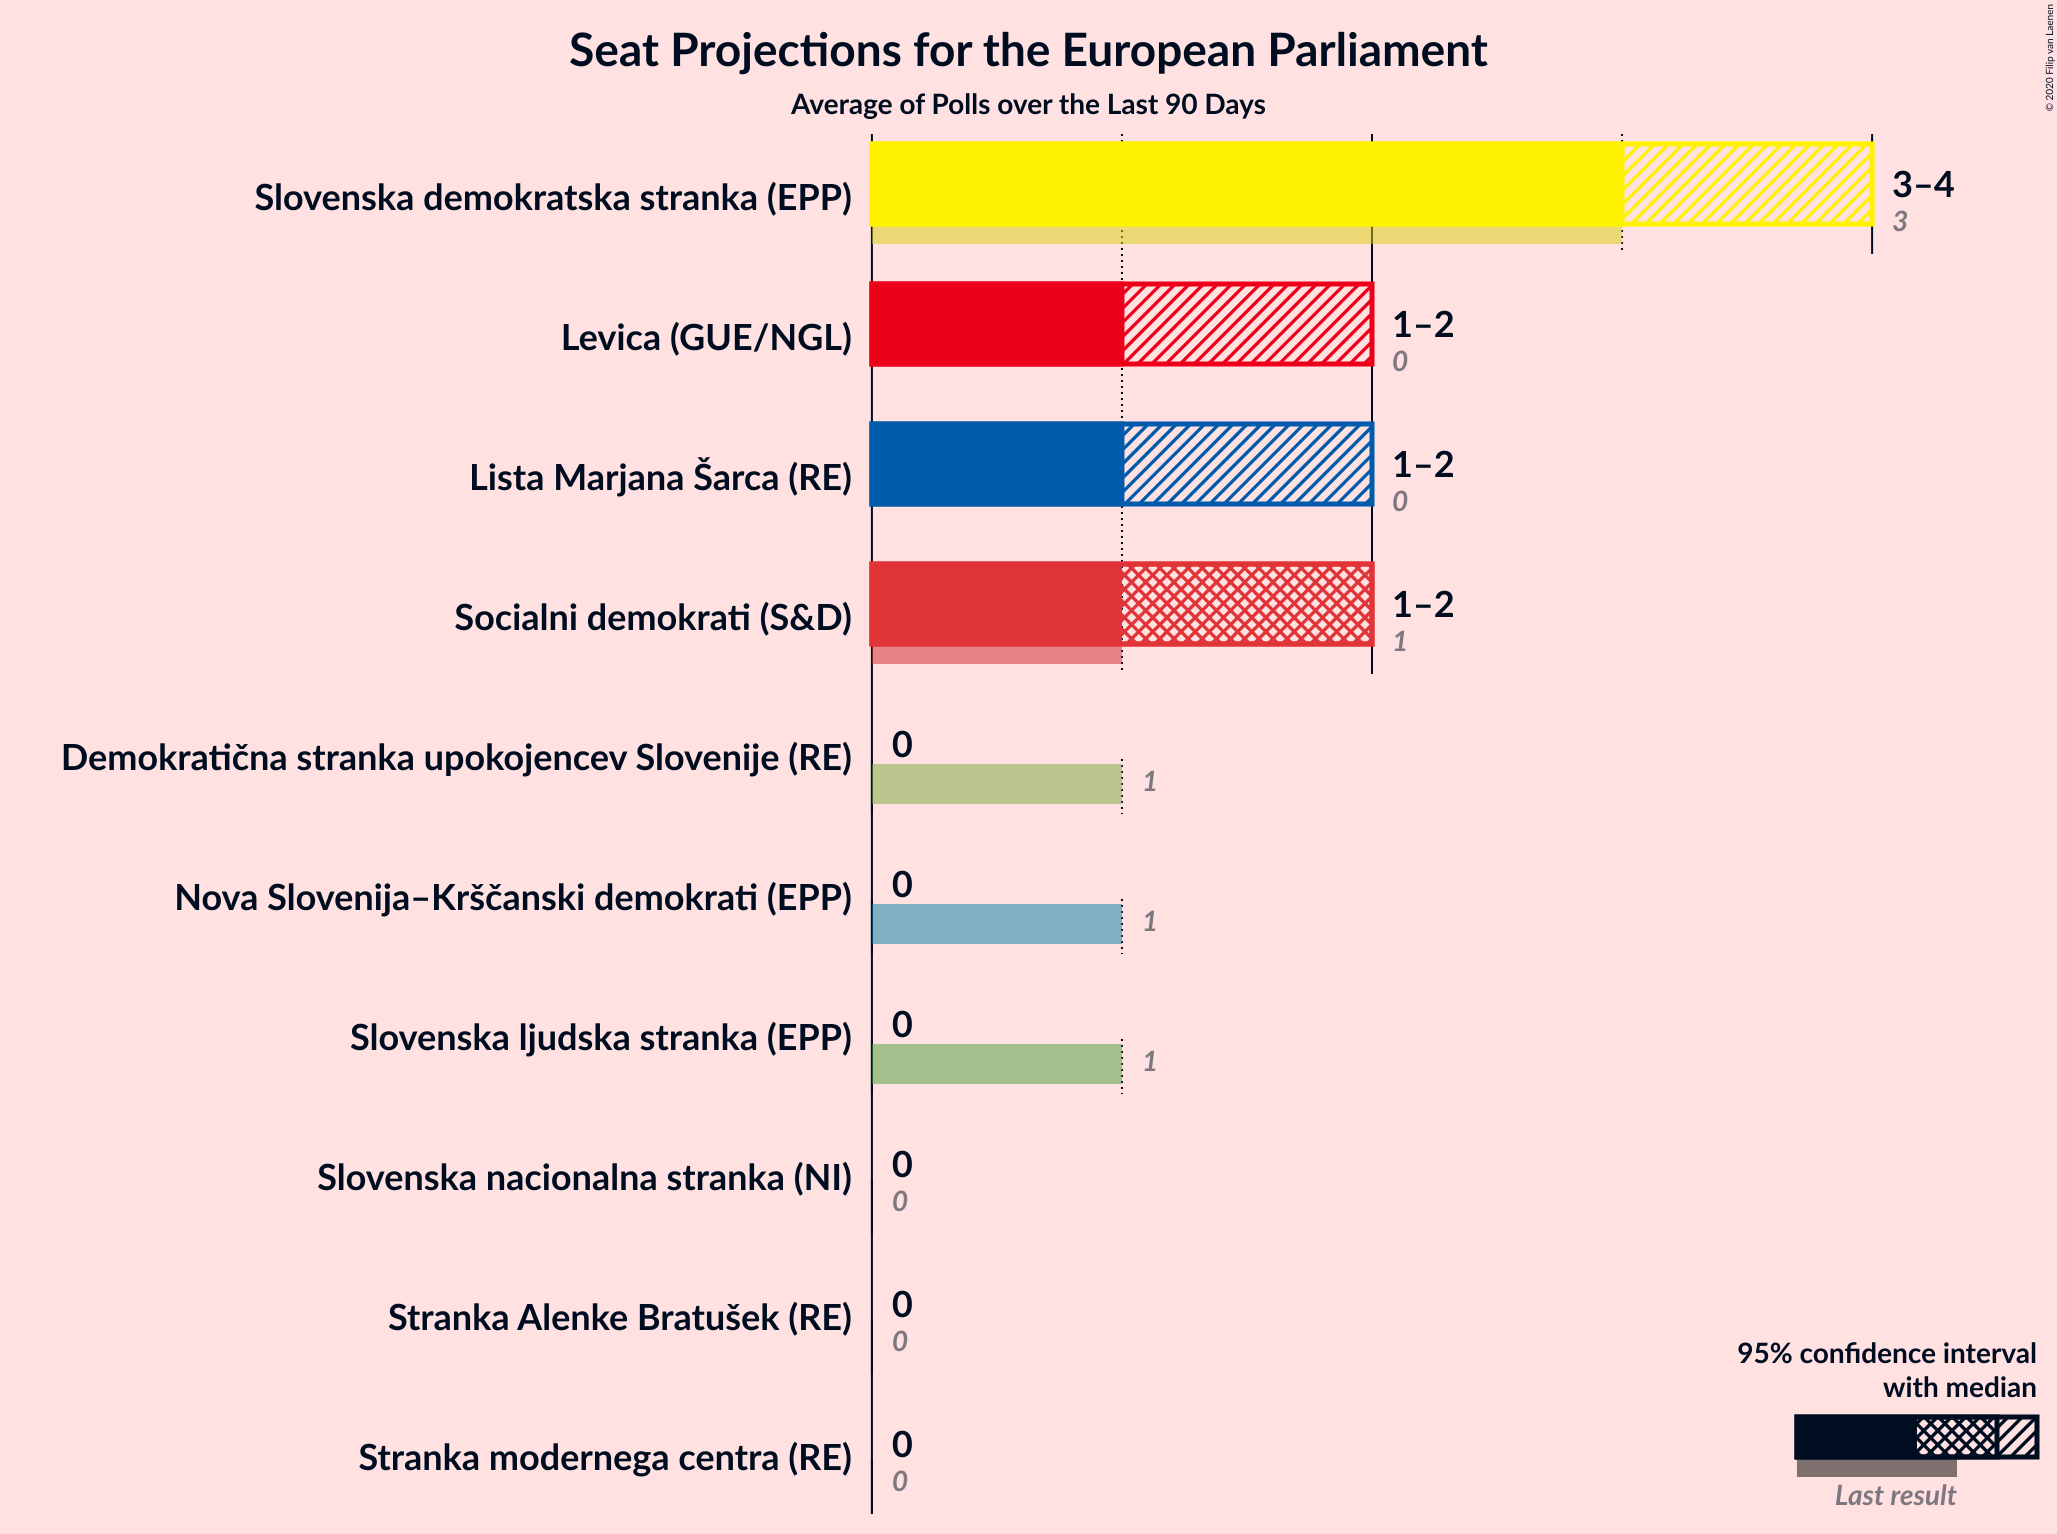 Seat Projections for the European Parliament
Average of Polls over the Last 90 Days
© 2020 Filip van Laenen
Slovenska demokratska stranka (EPP)
3–4
3
Levica (GUE/NGL)
1–2
0
Lista Marjana Šarca (RE)
1–2
0
Socialni demokrati (S&D)
1–2
1
Demokratična stranka upokojencev Slovenije (RE)
0
1
Nova Slovenija–Krščanski demokrati (EPP)
0
1
Slovenska ljudska stranka (EPP)
0
1
Slovenska nacionalna stranka (NI)
0
0
Stranka Alenke Bratušek (RE)
0
0
Stranka modernega centra (RE)
0
0
95% confidence interval
with median
Last result